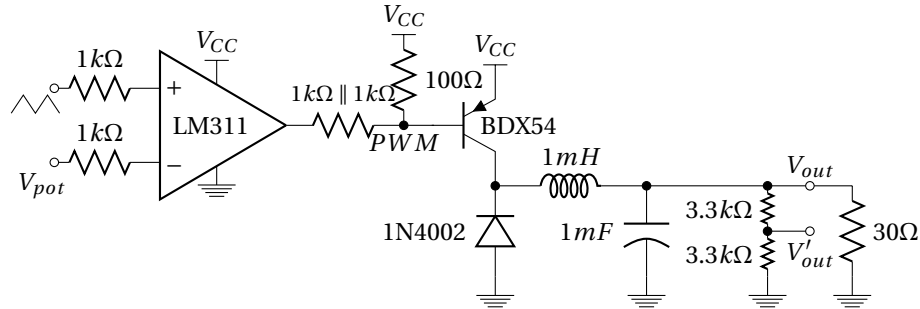 V_CC
V_CC
V_CC
1kΩ
100Ω
1kΩ ∥ 1kΩ
+
LM311
BDX54
1kΩ
PWM
−
1mH
V_out
V_pot
3.3kΩ
1N4002
1mF
30Ω
V'_out
3.3kΩ